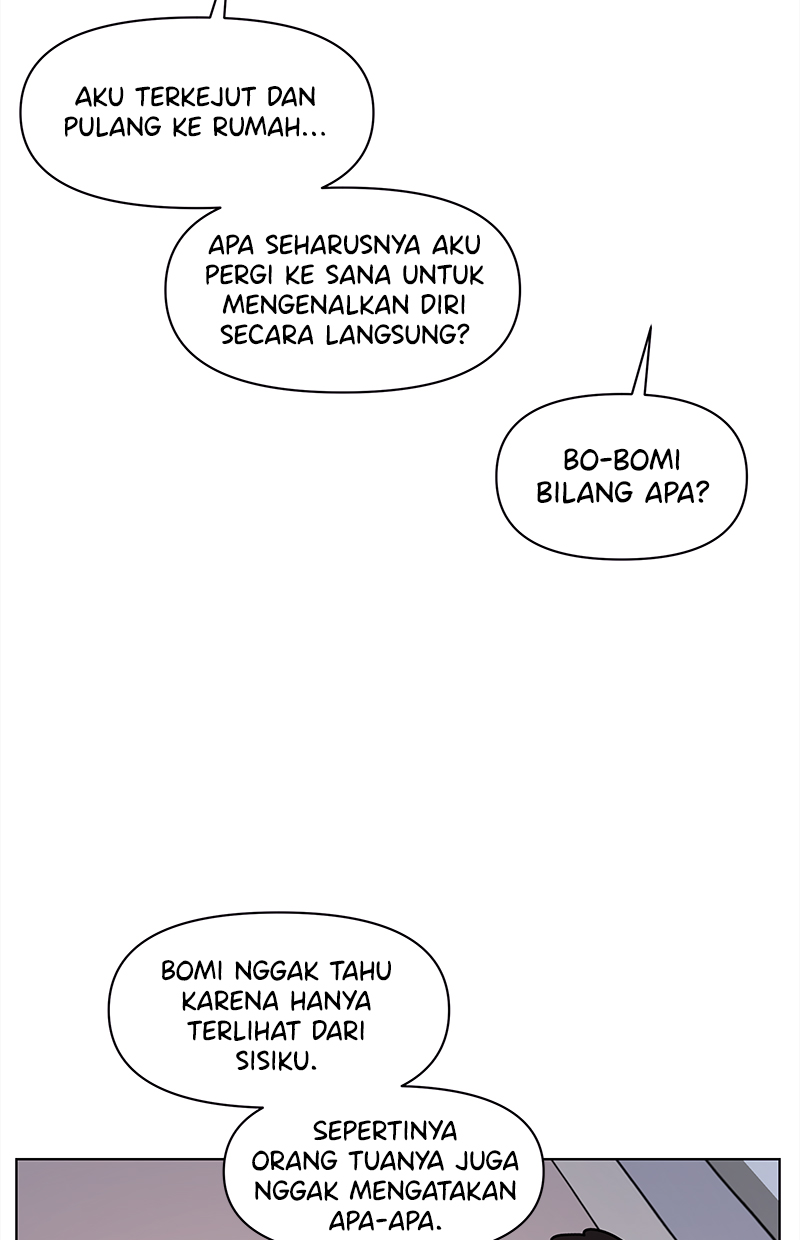 AKU TERKEJUT DAN
PULANG KE RUMAH...
APA SEHARUSNYA AKU
PERGI KE SANA UNTUK
MENGENALKAN DIRI
SECARA LANGSUNG?
BO-BOMI
BILANG APA?
BOMI NGGAK TAHU
KARENA HANYA
TERLIHAT DARI
SISIKU.
SEPERTINYA
ORANG TUANYA JUGA
NGGAK MENGATAKAN
APA-APA.